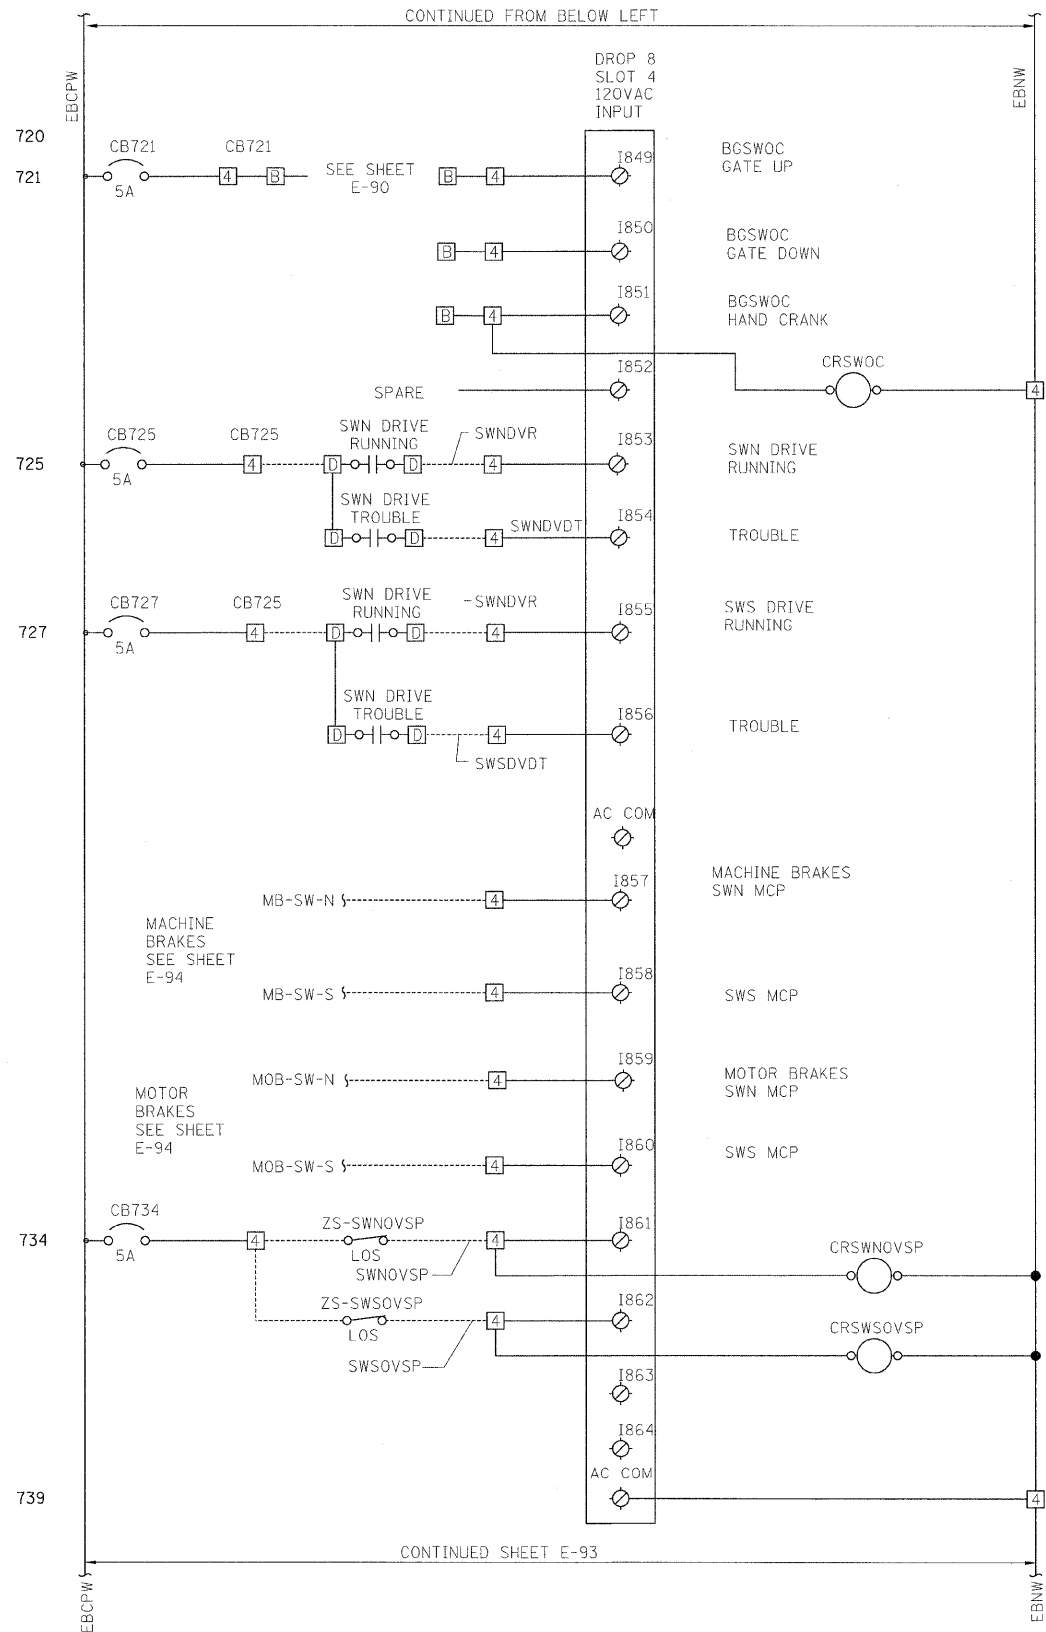 CONTINUED FROM BELOW LEFT
EBCPW
EBNW
DROP 8
SLOT 4
120VAC
INPUT
720
721
CB721
5A
CB721
4
B
SEE SHEET
E-90
B
4
I849
BGSWOC
GATE UP
B
4
I850
BGSWOC
GATE DOWN
B
4
I851
BGSWOC
HAND CRANK
SPARE
I852
CRSWOC
4
725
CB725
5A
CB725
4
D
SWN DRIVE
RUNNING
D
SWNDVR
4
I853
SWN DRIVE
RUNNING
SWN DRIVE
TROUBLE
D
D
SWNDVDT
4
I854
TROUBLE
727
CB727
5A
CB725
4
D
SWN DRIVE
RUNNING
D
SWNDVR
4
I855
SWS DRIVE
RUNNING
SWN DRIVE
TROUBLE
D
D
SWSDVDT
4
I856
TROUBLE
AC COM
MACHINE
BRAKES
SEE SHEET
E-94
MB-SW-N
4
I857
MACHINE BRAKES
SWN MCP
MB-SW-S
4
I858
SWS MCP
MOTOR
BRAKES
SEE SHEET
E-94
MOB-SW-N
4
I859
MOTOR BRAKES
SWN MCP
MOB-SW-S
4
I860
SWS MCP
734
CB734
5A
4
ZS-SWNOVSP
LOS
SWNOVSP
4
I861
CRSWNOVSP
ZS-SWSOVSP
LOS
SWSOVSP
4
I862
CRSWSOVSP
I863
I864
739
AC COM
4
CONTINUED SHEET E-93
EBCPW
EBNW